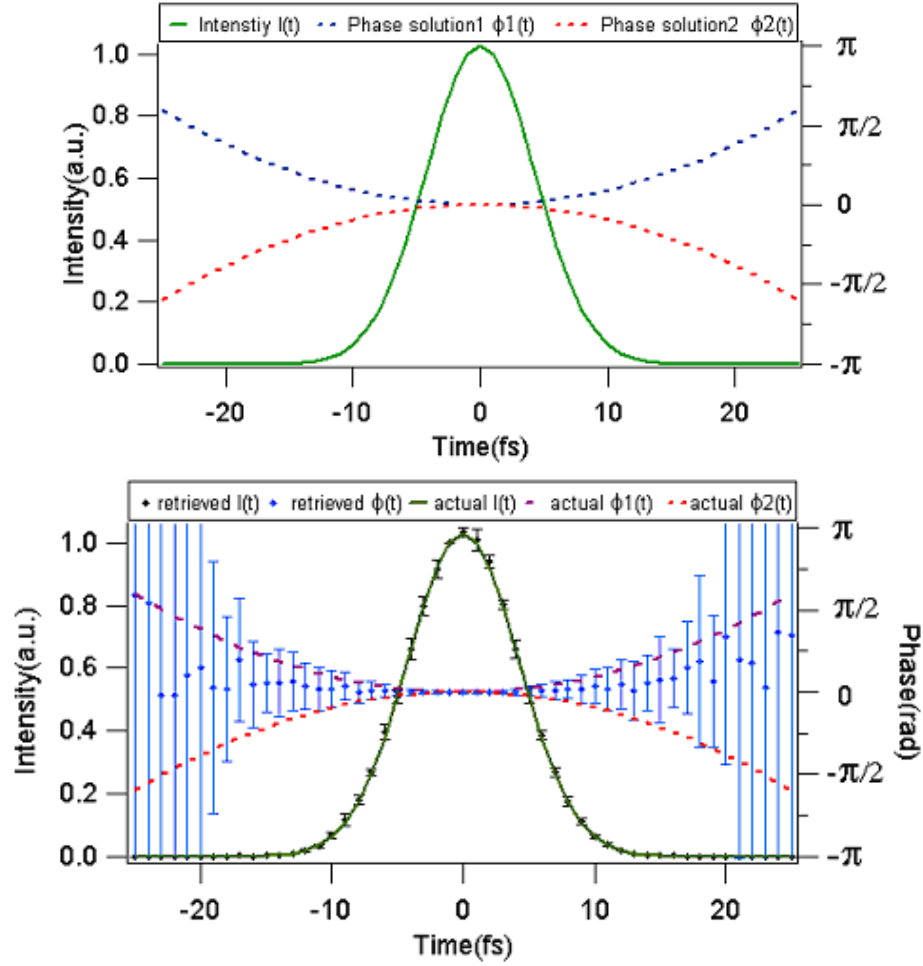 Intenstiy I(t) Phase solution1 ϕ1(t) Phase solution2 ϕ2(t)
Intensity(a.u.)
1.0
0.8
0.6
0.4
0.2
0.0
π
π/2
0
-π/2
-π
-20 -10 0 10 20
Time(fs)
retrieved I(t) retrieved ϕ(t) actual I(t) actual ϕ1(t) actual ϕ2(t)
Intensity(a.u.)
1.0
0.8
0.6
0.4
0.2
0.0
π
π/2
0
-π/2
-π
Phase(rad)
-20 -10 0 10 20
Time(fs)